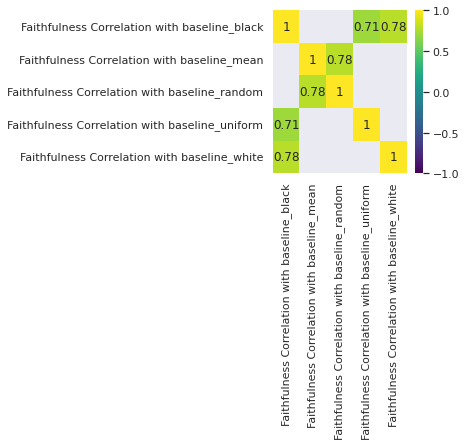 Faithfulness Correlation with baseline_black
Faithfulness Correlation with baseline_mean
Faithfulness Correlation with baseline_random
Faithfulness Correlation with baseline_uniform
Faithfulness Correlation with baseline_white
1 0.71 0.78
1 0.78
0.78 1
0.71 1
0.78 1
1.0
0.5
0.0
−0.5
−1.0
Faithfulness Correlation with baseline_black
Faithfulness Correlation with baseline_mean
Faithfulness Correlation with baseline_random
Faithfulness Correlation with baseline_uniform
Faithfulness Correlation with baseline_white